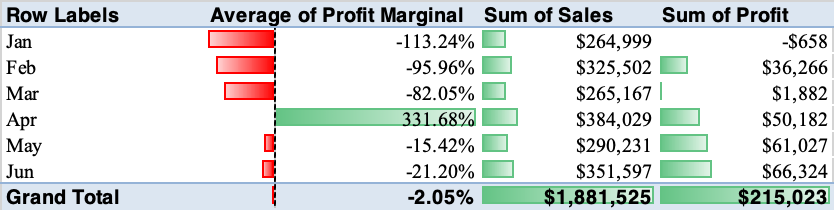 Row Labels Average of Profit Marginal Sum of Sales Sum of Profit
Jan -113.24% $264,999 -$658
Feb -95.96% $325,502 $36,266
Mar -82.05% $265,167 $1,882
Apr 331.68% $384,029 $50,182
May -15.42% $290,231 $61,027
Jun -21.20% $351,597 $66,324
Grand Total -2.05% $1,881,525 $215,023